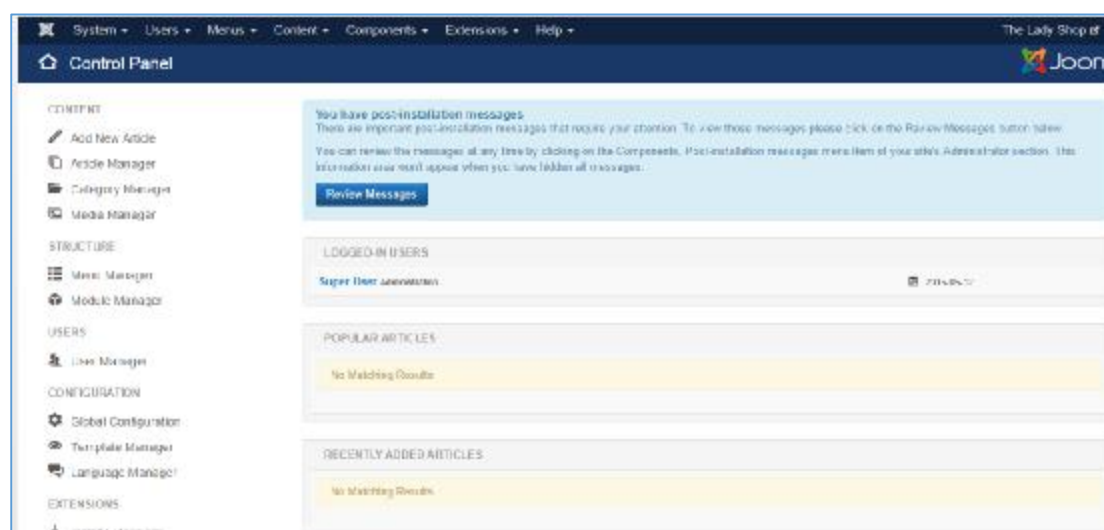 System Users Menus Content Components Extensions Help The Lady Shop of
Control Panel Joom
CONTENT
Add New Article
Article Manager
Category Manager
Media Manager
STRUCTURE
Menu Manager
Module Manager
USERS
User Manager
CONFIGURATION
Global Configuration
Template Manager
Language Manager
EXTENSIONS
You have post-installation messages
There are important post-installation messages that require your attention. To view those messages please click on the Review Messages button below.
You can review the messages at any time by clicking on the Components, Post-installation messages menu item of your site's Administrator section. This
information area won't appear when you have hidden all messages.
Review Messages
LOGGED-IN USERS
Super User Administration
POPULAR ARTICLES
No Matching Results
RECENTLY ADDED ARTICLES
No Matching Results